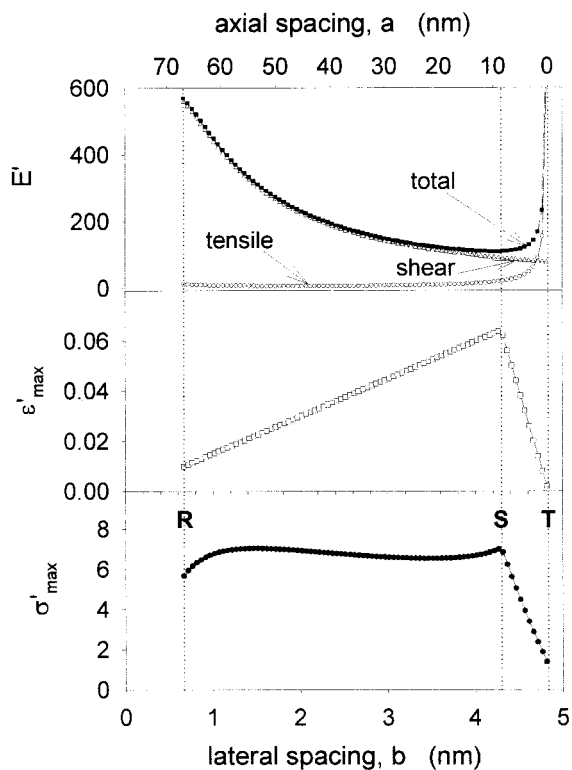 axial spacing, a (nm)
70 60 50 40 30 20 10 0
600
400
200
0
E'
total
tensile
shear
0.06
0.04
0.02
0.00
ε'max
R S T
8
6
4
2
0
σ'max
0 1 2 3 4 5
lateral spacing, b (nm)